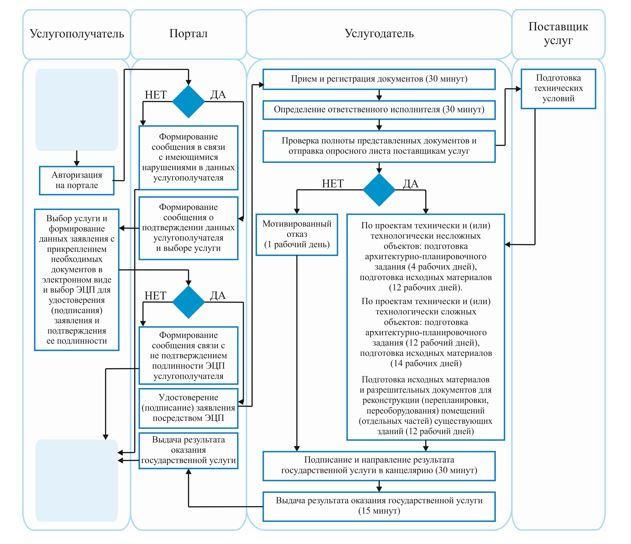 Услугополучатель
Портал
Услугодатель
Поставщик
услуг
Авторизация
на портале
Выбор услуги и
формирование
данных заявления с
прикреплением
необходимых
документов в
электронном виде
и выбор ЭЦП для
удостоверения
(подписания)
заявления и
подтверждения
ее подлинности
НЕТ
ДА
Формирование
сообщения в связи
с имеющимися
нарушениями в данных
услугополучателя
Формирование
сообщения о
подтверждении данных
услугополучателя
и выборе услуги
НЕТ
ДА
Формирование
сообщения связи с
не подтверждением
подлинности ЭЦП
услугополучателя
Удостоверение
(подписание) заявления
посредством ЭЦП
Выдача результата
оказания
государственной услуги
Прием и регистрация документов (30 минут)
Определение ответственного исполнителя (30 минут)
Проверка полноты представленных документов и
отправка опросного листа поставщикам услуг
НЕТ
ДА
Мотивированный
отказ
(1 рабочий день)
По проектам технически и (или)
технологически несложных
объектов: подготовка
архитектурно-планировочного
задания (4 рабочих дней),
подготовка исходных материалов
(12 рабочих дней).
По проектам технически и (или)
технологически сложных
объектов: подготовка
архитектурно-планировочного
задания (12 рабочий дней),
подготовка исходных материалов
(14 рабочих дней)
Подготовка исходных материалов
и разрешительных документов для
реконструкции (перепланировки,
переоборудования) помещений
(отдельных частей) существующих
зданий (12 рабочий дней)
Подписание и направление результата
государственной услуги в канцелярию (30 минут)
Выдача результата оказания государственной услуги
(15 минут)
Подготовка
технических
условий